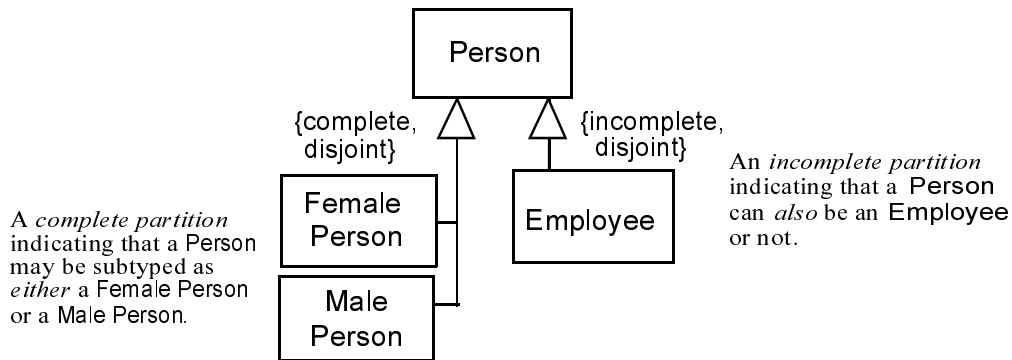 Person
{complete,
disjoint}
{incomplete,
disjoint}
Female
Person
Employee
Male
Person
A complete partition
indicating that a Person
may be subtyped as
either a Female Person
or a Male Person.
An incomplete partition
indicating that a Person
can also be an Employee
or not.